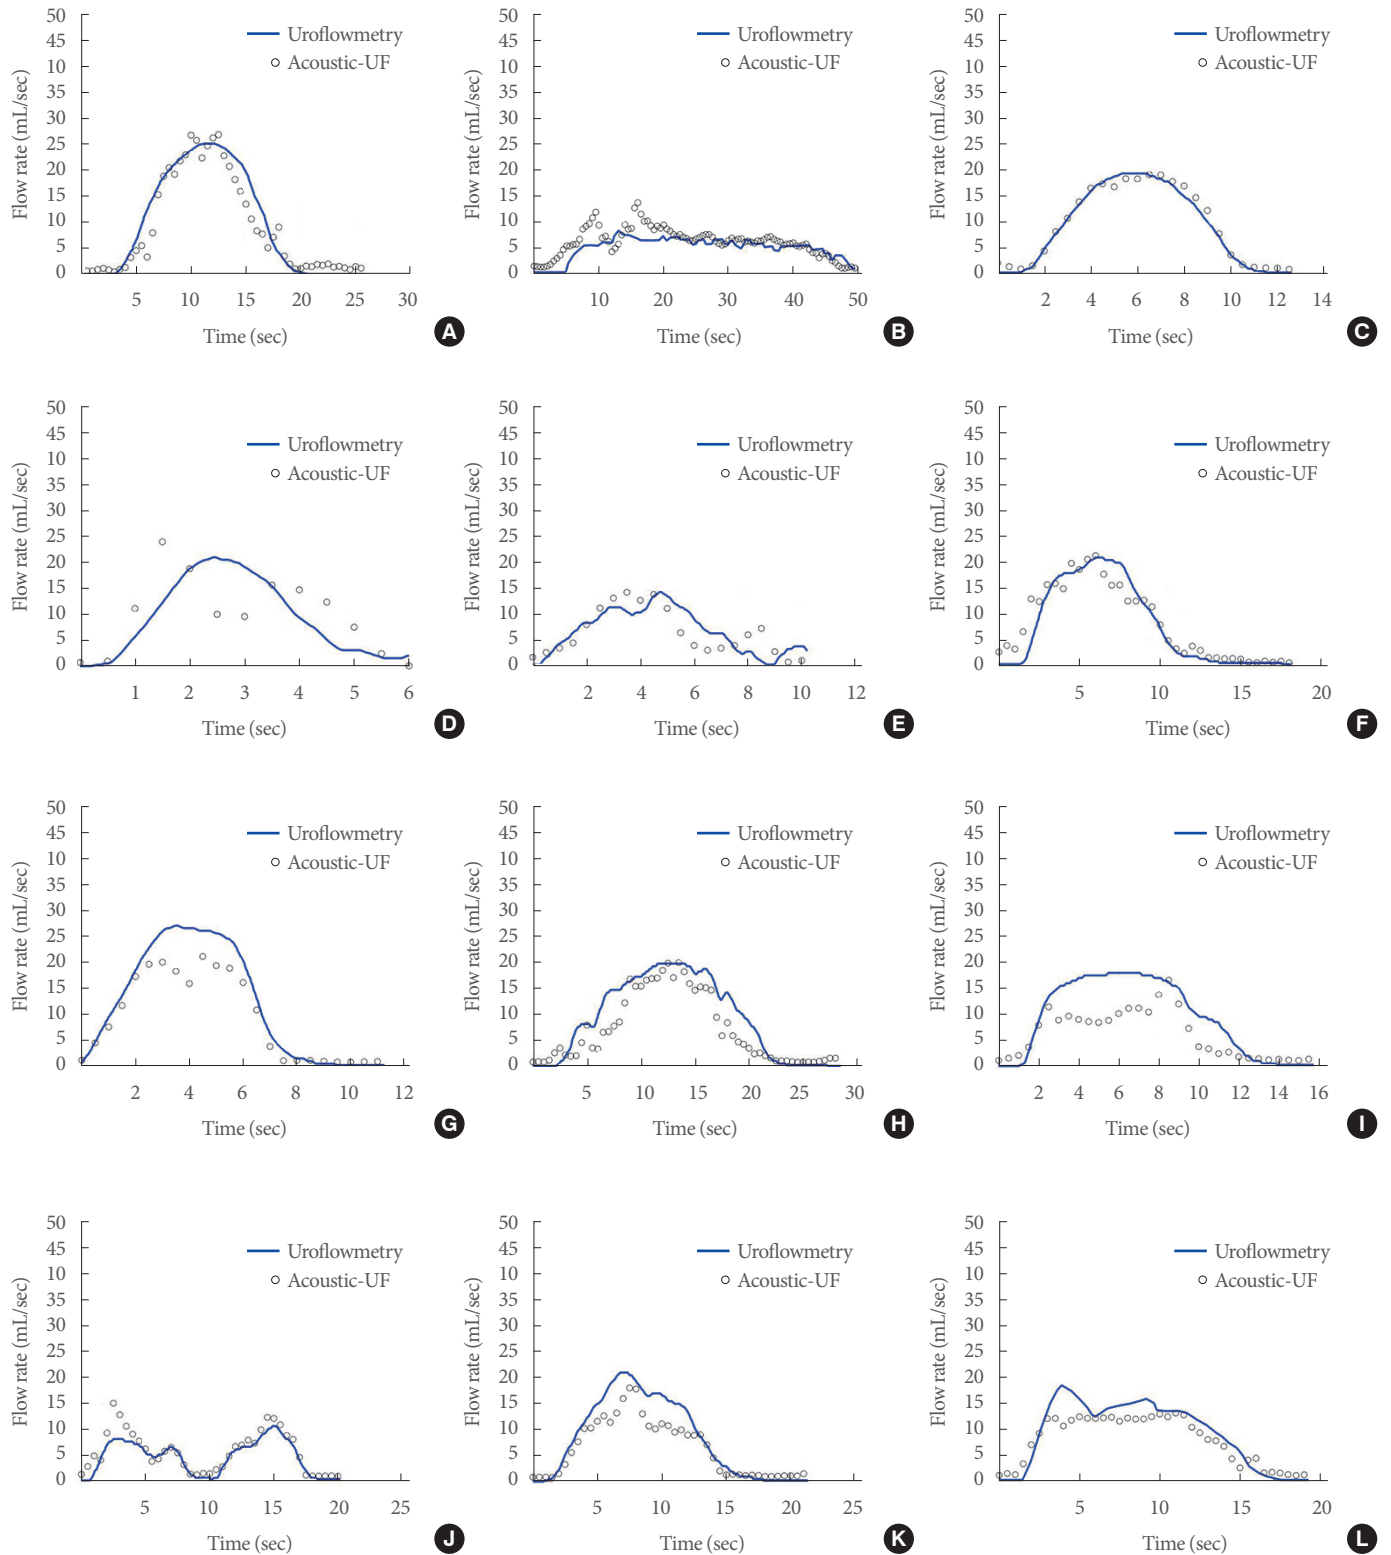 50
45
10
35
30
25
20
15
10
5
0
Flow rate (mL/sec)
Uroflowmetry
Acoustic-UF
5 10 15 20 25 30
Time (sec)
A
50
45
10
35
30
25
20
15
10
5
0
Flow rate (mL/sec)
Uroflowmetry
Acoustic-UF
10 20 30 40 50
Time (sec)
B
50
45
10
35
30
25
20
15
10
5
0
Flow rate (mL/sec)
Uroflowmetry
Acoustic-UF
2 4 6 8 10 12 14
Time (sec)
C
50
45
10
35
30
25
20
15
10
5
0
Flow rate (mL/sec)
Uroflowmetry
Acoustic-UF
1 2 3 4 5 6
Time (sec)
D
50
45
10
35
30
25
20
15
10
5
0
Flow rate (mL/sec)
Uroflowmetry
Acoustic-UF
2 4 6 8 10 12
Time (sec)
E
50
45
10
35
30
25
20
15
10
5
0
Flow rate (mL/sec)
Uroflowmetry
Acoustic-UF
5 10 15 20
Time (sec)
F
50
45
10
35
30
25
20
15
10
5
0
Flow rate (mL/sec)
Uroflowmetry
Acoustic-UF
2 4 6 8 10 12
Time (sec)
G
50
45
10
35
30
25
20
15
10
5
0
Flow rate (mL/sec)
Uroflowmetry
Acoustic-UF
5 10 15 20 25 30
Time (sec)
H
50
45
10
35
30
25
20
15
10
5
0
Flow rate (mL/sec)
Uroflowmetry
Acoustic-UF
2 4 6 8 10 12 14 16
Time (sec)
I
50
45
10
35
30
25
20
15
10
5
0
Flow rate (mL/sec)
Uroflowmetry
Acoustic-UF
5 10 15 20 25
Time (sec)
J
50
45
10
35
30
25
20
15
10
5
0
Flow rate (mL/sec)
Uroflowmetry
Acoustic-UF
5 10 15 20 25
Time (sec)
K
50
45
10
35
30
25
20
15
10
5
0
Flow rate (mL/sec)
Uroflowmetry
Acoustic-UF
5 10 15 20
Time (sec)
L